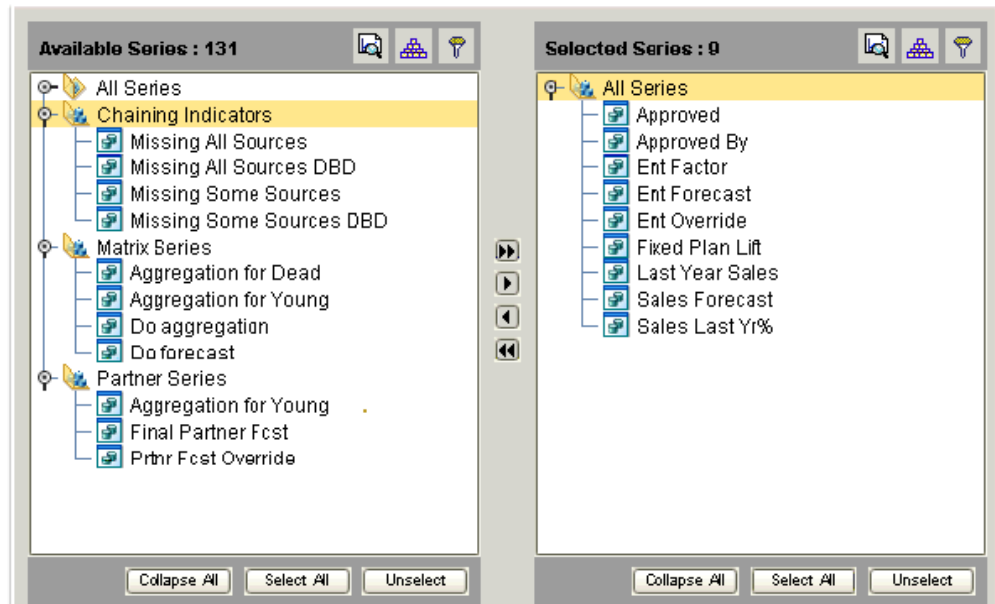 Available Series : 131
All Series
Chaining Indicators
Missing All Sources
Missing All Sources DBD
Missing Some Sources
Missing Some Sources DBD
Matrix Series
Aggregation for Dead
Aggregation for Young
Do aggregation
Do forecast
Partner Series
Aggregation for Young
Final Partner Fcst
Prtnr Fcst Override
Collapse All
Select All
Unselect
Selected Series : 9
All Series
Approved
Approved By
Ent Factor
Ent Forecast
Ent Override
Fixed Plan Lift
Last Year Sales
Sales Forecast
Sales Last Yr%
Collapse All
Select All
Unselect